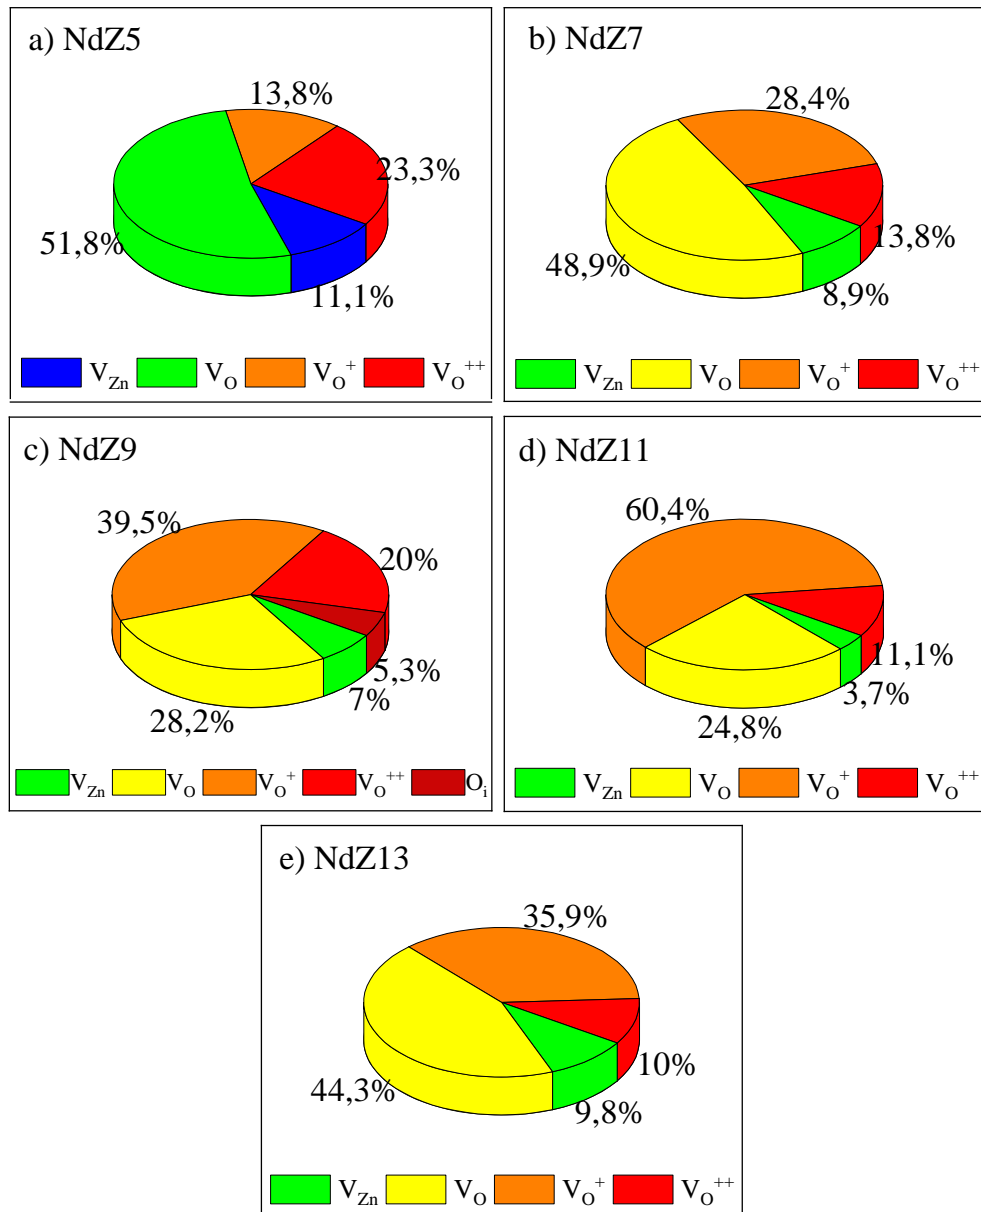 a) NdZ5
13,8%
23,3%
51,8%
11,1%
V_Zn V_O V_O^+ V_O^++
b) NdZ7
28,4%
13,8%
48,9%
8,9%
V_Zn V_O V_O^+ V_O^++
c) NdZ9
39,5%
20%
5,3%
7%
28,2%
V_Zn V_O V_O^+ V_O^++ O_i
d) NdZ11
60,4%
11,1%
3,7%
24,8%
V_Zn V_O V_O^+ V_O^++
e) NdZ13
35,9%
10%
44,3%
9,8%
V_Zn V_O V_O^+ V_O^++